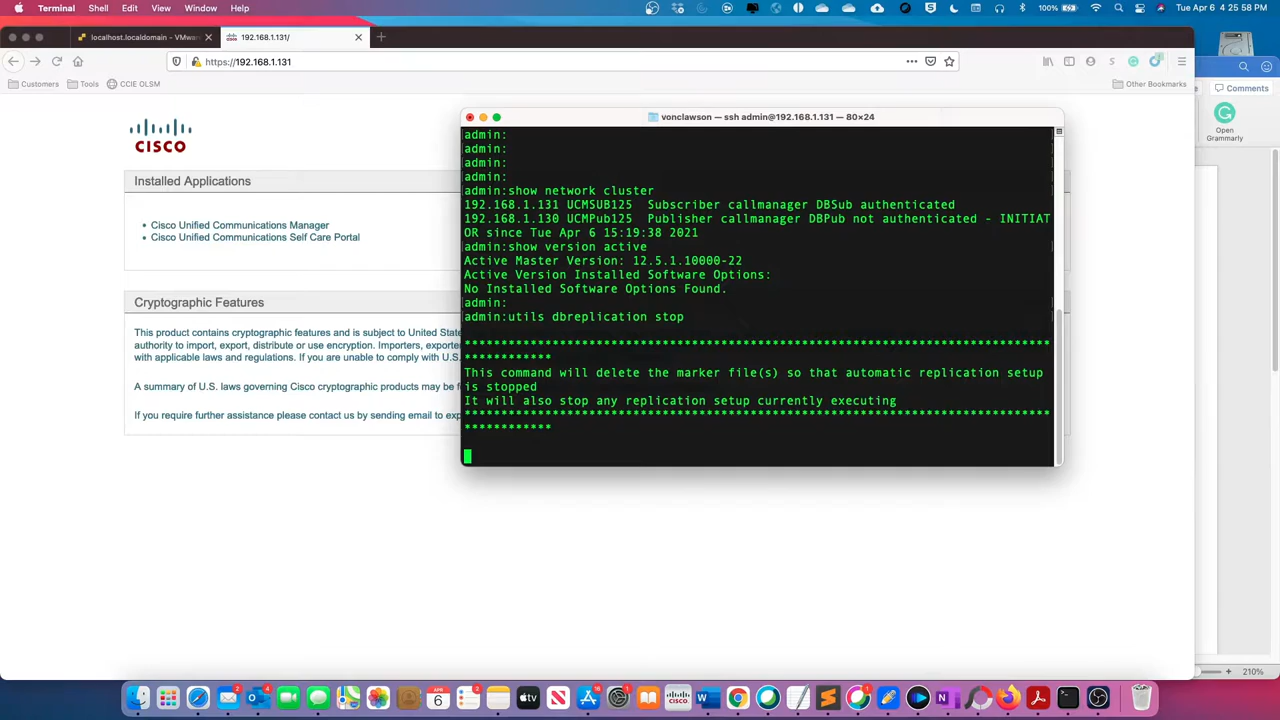 Terminal Shell Edit View Window Help
100% Tue Apr 6 4:25:58 PM
localhost.localdomain - VMwar
192.168.1.131/
https://192.168.1.131
Customers Tools CCIE OLSM
Other Bookmarks
Comments
Open
Grammarly
CISCO
Installed Applications
Cisco Unified Communications Manager
Cisco Unified Communications Self Care Portal
Cryptographic Features
This product contains cryptographic features and is subject to United State
authority to import, export, distribute or use encryption. Importers, exporte
with applicable laws and regulations. If you are unable to comply with U.S.
A summary of U.S. laws governing Cisco cryptographic products may be f
If you require further assistance please contact us by sending email to exp
vonclawson — ssh admin@192.168.1.131 — 80×24
admin:
admin:
admin:
admin:
admin:show network cluster
192.168.1.131 UCMSUB125 Subscriber callmanager DBSub authenticated
192.168.1.130 UCMPub125 Publisher callmanager DBPub not authenticated - INITIAT
OR since Tue Apr 6 15:19:38 2021
admin:show version active
Active Master Version: 12.5.1.10000-22
Active Version Installed Software Options:
No Installed Software Options Found.
admin:
admin:utils dbreplication stop
********************************************************************************
************
This command will delete the marker file(s) so that automatic replication setup
is stopped
It will also stop any replication setup currently executing
********************************************************************************
************
210%